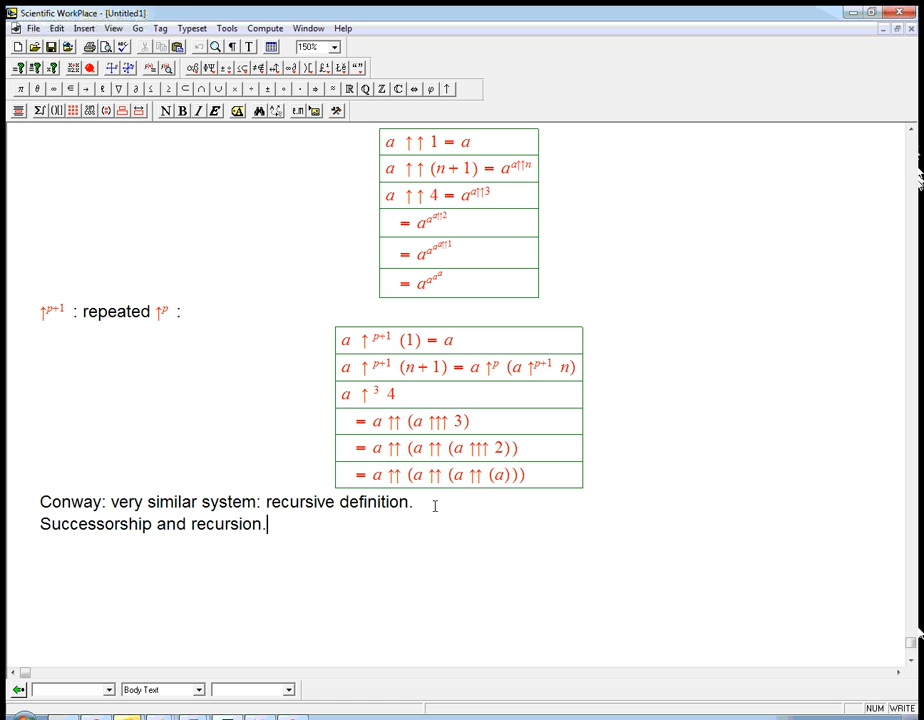 Scientific WorkPlace - [Untitled1]
File Edit Insert View Go Tag Typeset Tools Compute Window Help
150%
π θ ∞ ∈ → ℓ ∇ ∂ ≤ ≥ ⊂ ∩ ∪ × ÷ ± ∘ · ⇒ ≈ ℝ ℚ ℤ ℂ ⇔ φ ↑
N B I E
a ↑↑ 1 = a
a ↑↑ (n + 1) = a^{a↑↑n}
a ↑↑ 4 = a^{a↑↑3}
= a^{a^{a↑↑2}}
= a^{a^{a^{a↑↑1}}}
= a^{a^{a^{a}}}
↑^{p+1} : repeated ↑^{p} :
a ↑^{p+1} (1) = a
a ↑^{p+1} (n + 1) = a ↑^{p} (a ↑^{p+1} n)
a ↑^{3} 4
= a ↑↑ (a ↑↑↑ 3)
= a ↑↑ (a ↑↑ (a ↑↑↑ 2))
= a ↑↑ (a ↑↑ (a ↑↑ (a)))
Conway: very similar system: recursive definition.
Successorship and recursion.
Body Text
NUM WRITE